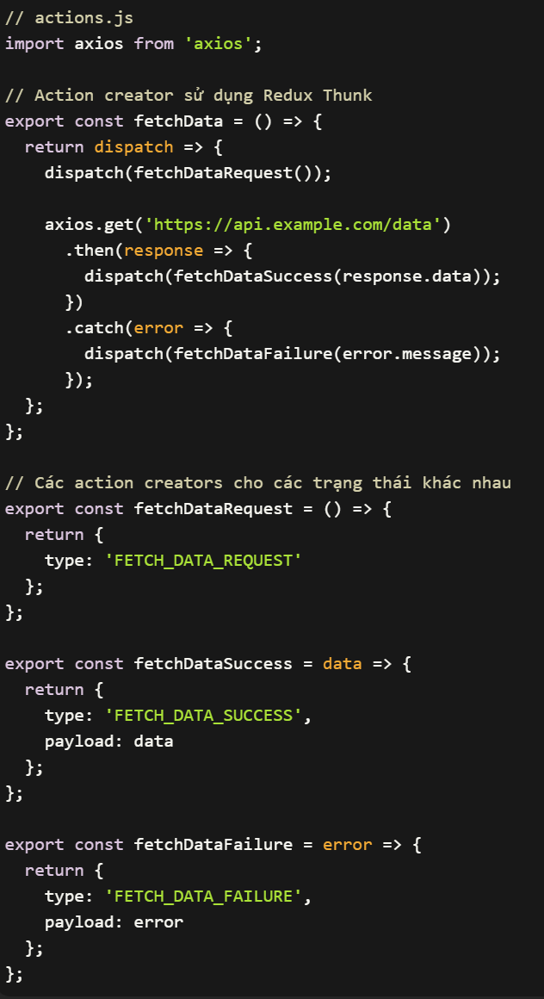 // actions.js
import axios from 'axios';

// Action creator sử dụng Redux Thunk
export const fetchData = () => {
  return dispatch => {
    dispatch(fetchDataRequest());

    axios.get('https://api.example.com/data')
      .then(response => {
        dispatch(fetchDataSuccess(response.data));
      })
      .catch(error => {
        dispatch(fetchDataFailure(error.message));
      });
  };
};

// Các action creators cho các trạng thái khác nhau
export const fetchDataRequest = () => {
  return {
    type: 'FETCH_DATA_REQUEST'
  };
};

export const fetchDataSuccess = data => {
  return {
    type: 'FETCH_DATA_SUCCESS',
    payload: data
  };
};

export const fetchDataFailure = error => {
  return {
    type: 'FETCH_DATA_FAILURE',
    payload: error
  };
};